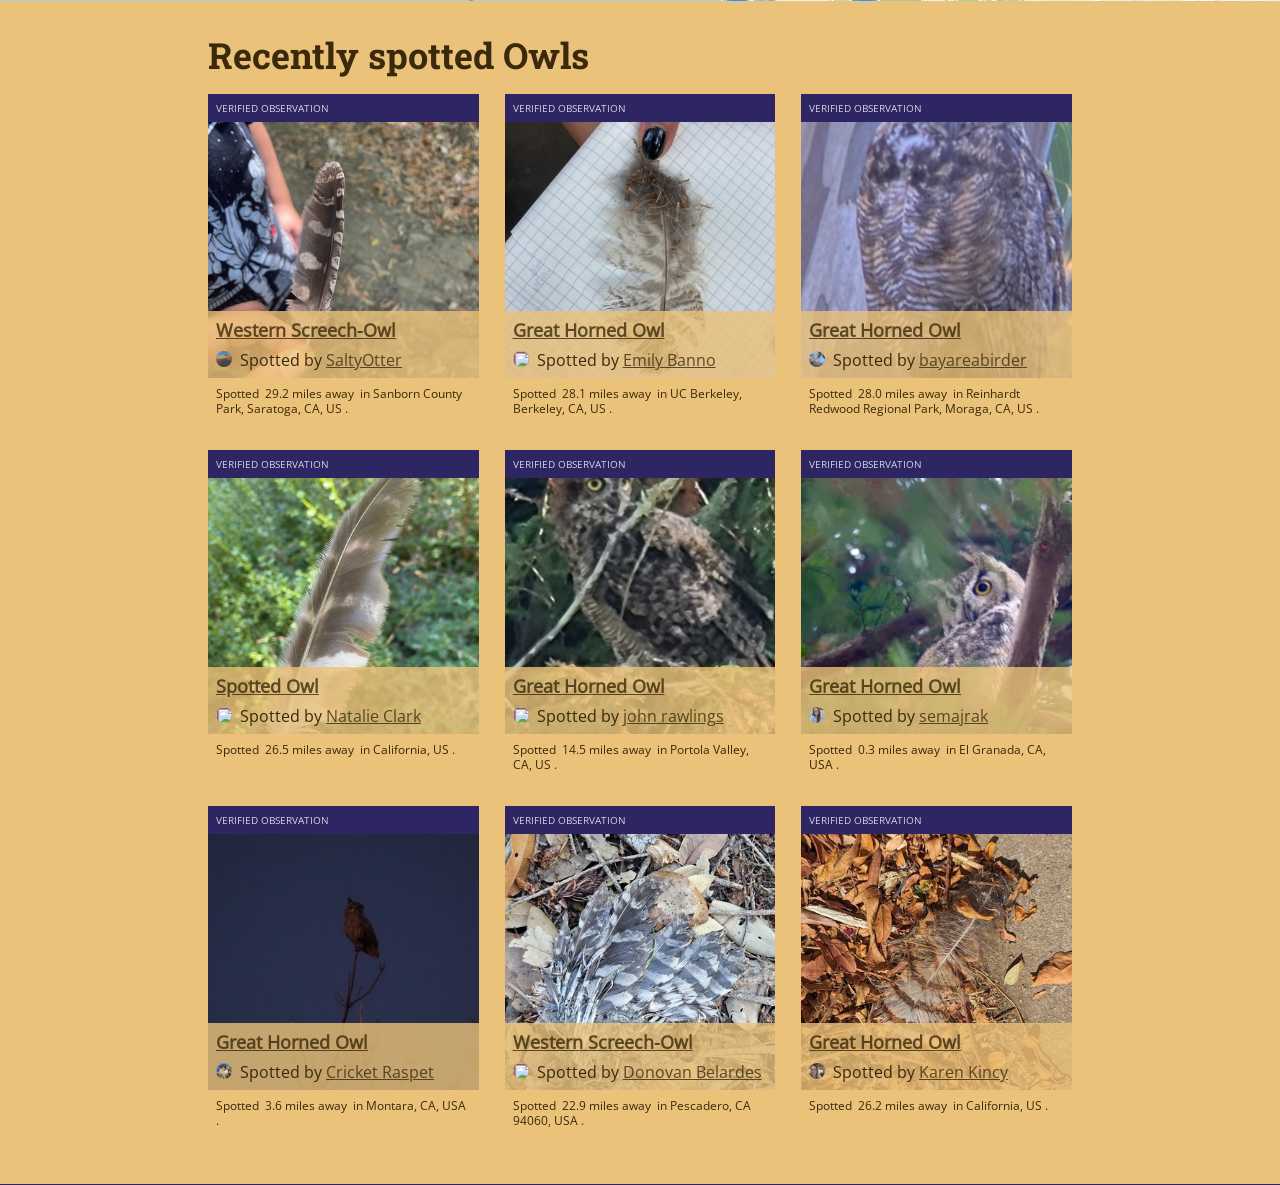 Recently spotted Owls
VERIFIED OBSERVATION
Western Screech-Owl
Spotted by SaltyOtter
Spotted 29.2 miles away in Sanborn County
Park, Saratoga, CA, US .
VERIFIED OBSERVATION
Great Horned Owl
Spotted by Emily Banno
Spotted 28.1 miles away in UC Berkeley,
Berkeley, CA, US .
VERIFIED OBSERVATION
Great Horned Owl
Spotted by bayareabirder
Spotted 28.0 miles away in Reinhardt
Redwood Regional Park, Moraga, CA, US .
VERIFIED OBSERVATION
Spotted Owl
Spotted by Natalie Clark
Spotted 26.5 miles away in California, US .
VERIFIED OBSERVATION
Great Horned Owl
Spotted by john rawlings
Spotted 14.5 miles away in Portola Valley,
CA, US .
VERIFIED OBSERVATION
Great Horned Owl
Spotted by semajrak
Spotted 0.3 miles away in El Granada, CA,
USA .
VERIFIED OBSERVATION
Great Horned Owl
Spotted by Cricket Raspet
Spotted 3.6 miles away in Montara, CA, USA
.
VERIFIED OBSERVATION
Western Screech-Owl
Spotted by Donovan Belardes
Spotted 22.9 miles away in Pescadero, CA
94060, USA .
VERIFIED OBSERVATION
Great Horned Owl
Spotted by Karen Kincy
Spotted 26.2 miles away in California, US .